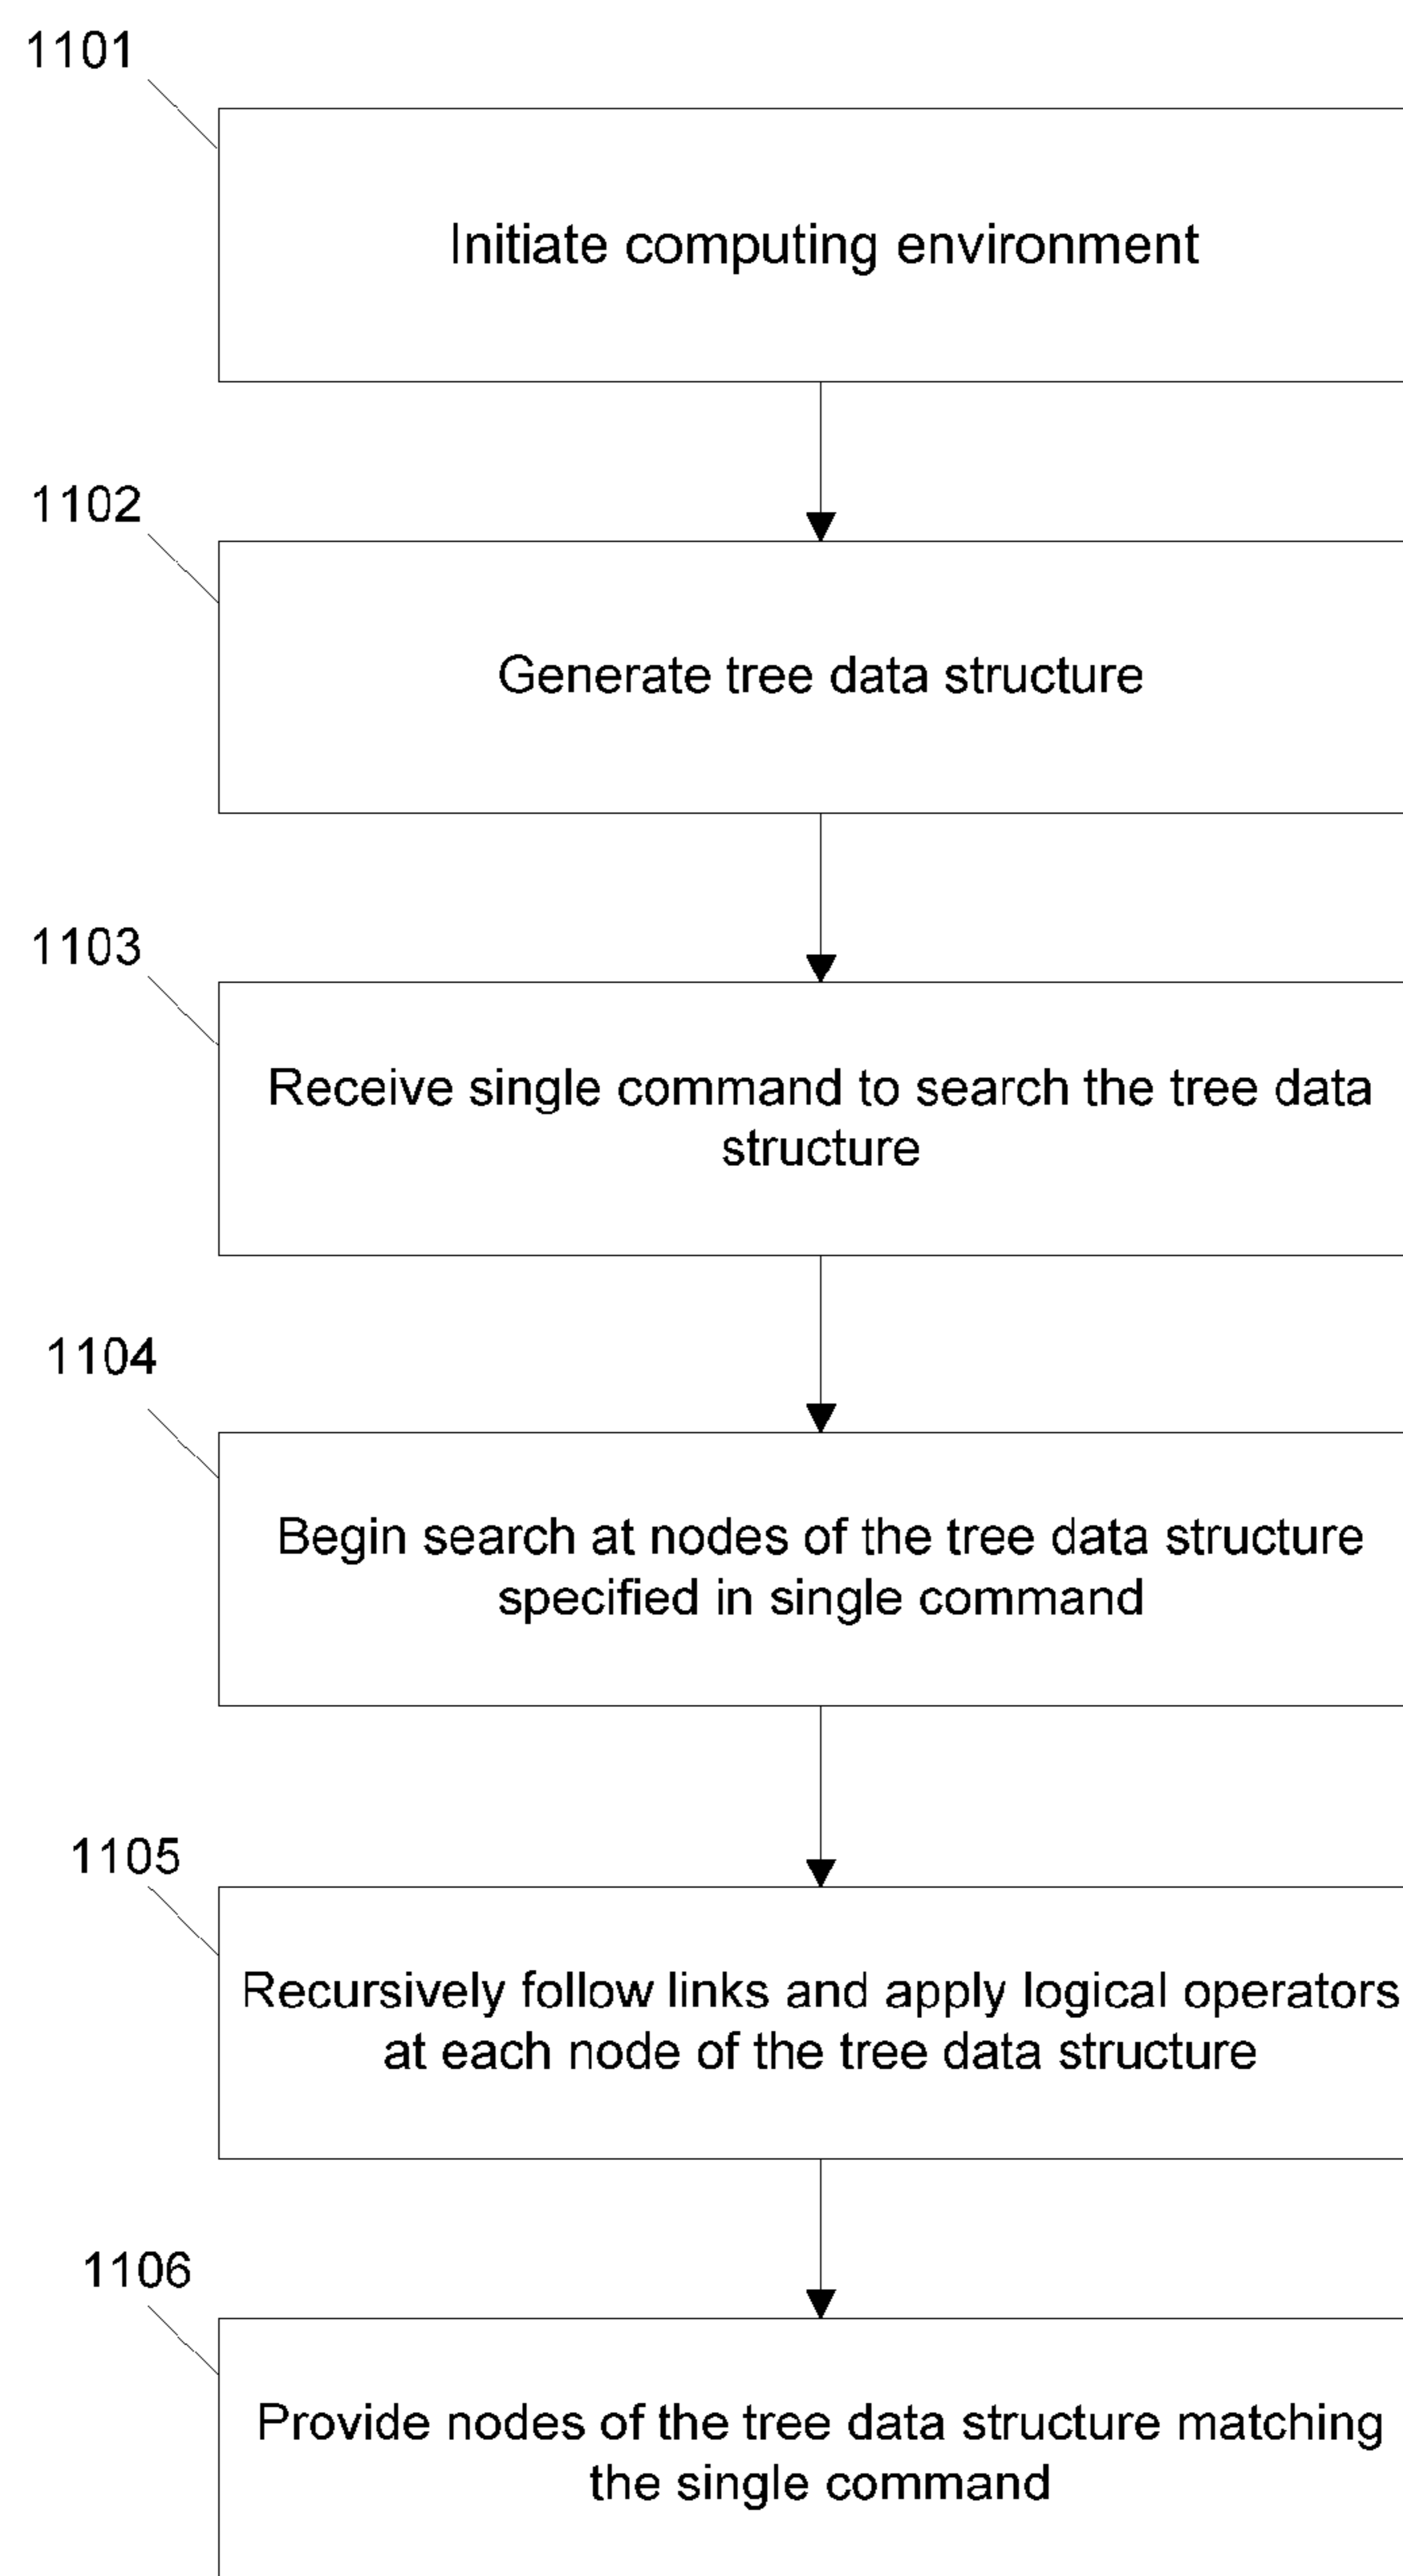 1101
Initiate computing environment
1102
Generate tree data structure
1103
Receive single command to search the tree data
structure
1104
Begin search at nodes of the tree data structure
specified in single command
1105
Recursively follow links and apply logical operators
at each node of the tree data structure
1106
Provide nodes of the tree data structure matching
the single command